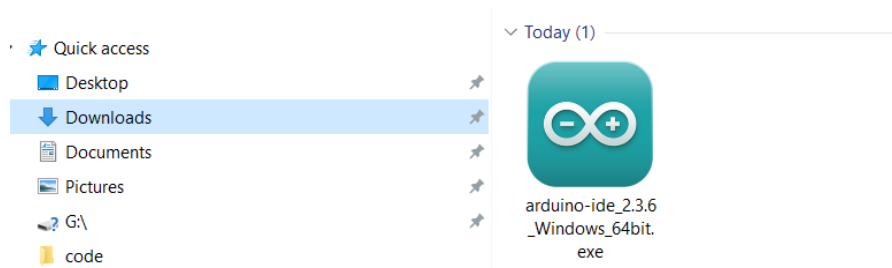 Quick access
Desktop
Downloads
Documents
Pictures
G:\
code
Today (1)
arduino-ide_2.3.6
_Windows_64bit.
exe